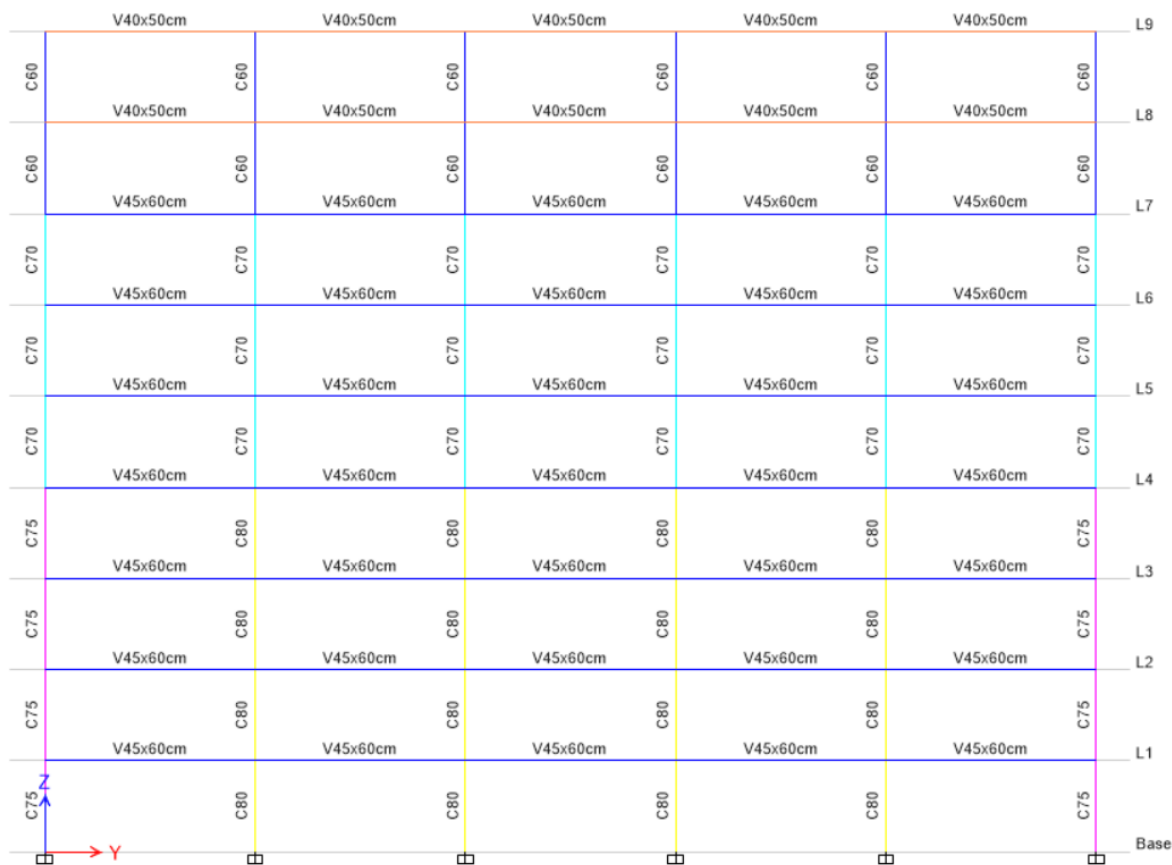 V40x50cm V40x50cm V40x50cm V40x50cm V40x50cm L9
C60 C60 C60 C60 C60 C60
V40x50cm V40x50cm V40x50cm V40x50cm V40x50cm L8
C60 C60 C60 C60 C60 C60
V45x60cm V45x60cm V45x60cm V45x60cm V45x60cm L7
C70 C70 C70 C70 C70 C70
V45x60cm V45x60cm V45x60cm V45x60cm V45x60cm L6
C70 C70 C70 C70 C70 C70
V45x60cm V45x60cm V45x60cm V45x60cm V45x60cm L5
C70 C70 C70 C70 C70 C70
V45x60cm V45x60cm V45x60cm V45x60cm V45x60cm L4
C75 C80 C80 C80 C80 C75
V45x60cm V45x60cm V45x60cm V45x60cm V45x60cm L3
C75 C80 C80 C80 C80 C75
V45x60cm V45x60cm V45x60cm V45x60cm V45x60cm L2
C75 C80 C80 C80 C80 C75
V45x60cm V45x60cm V45x60cm V45x60cm V45x60cm L1
Z
C75 C80 C80 C80 C80 C75
Y Base